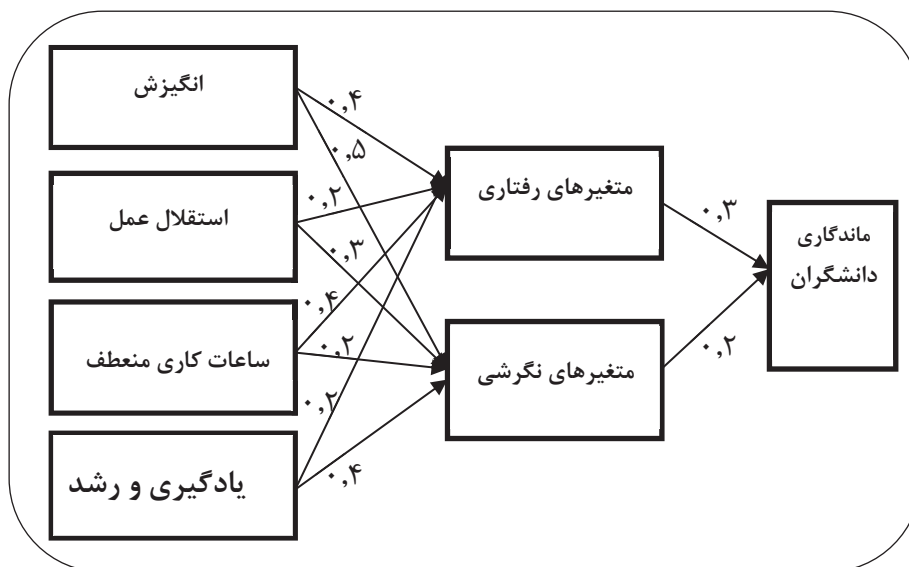 انگیزش
استقلال عمل
ساعات کاری منعطف
یادگیری و رشد
۰,۴
۰,۵
۰,۲
۰,۳
۰,۴
۰,۲
۰,۲
۰,۴
متغیرهای رفتاری
متغیرهای نگرشی
۰,۳
۰,۲
ماندگاری
دانشگران